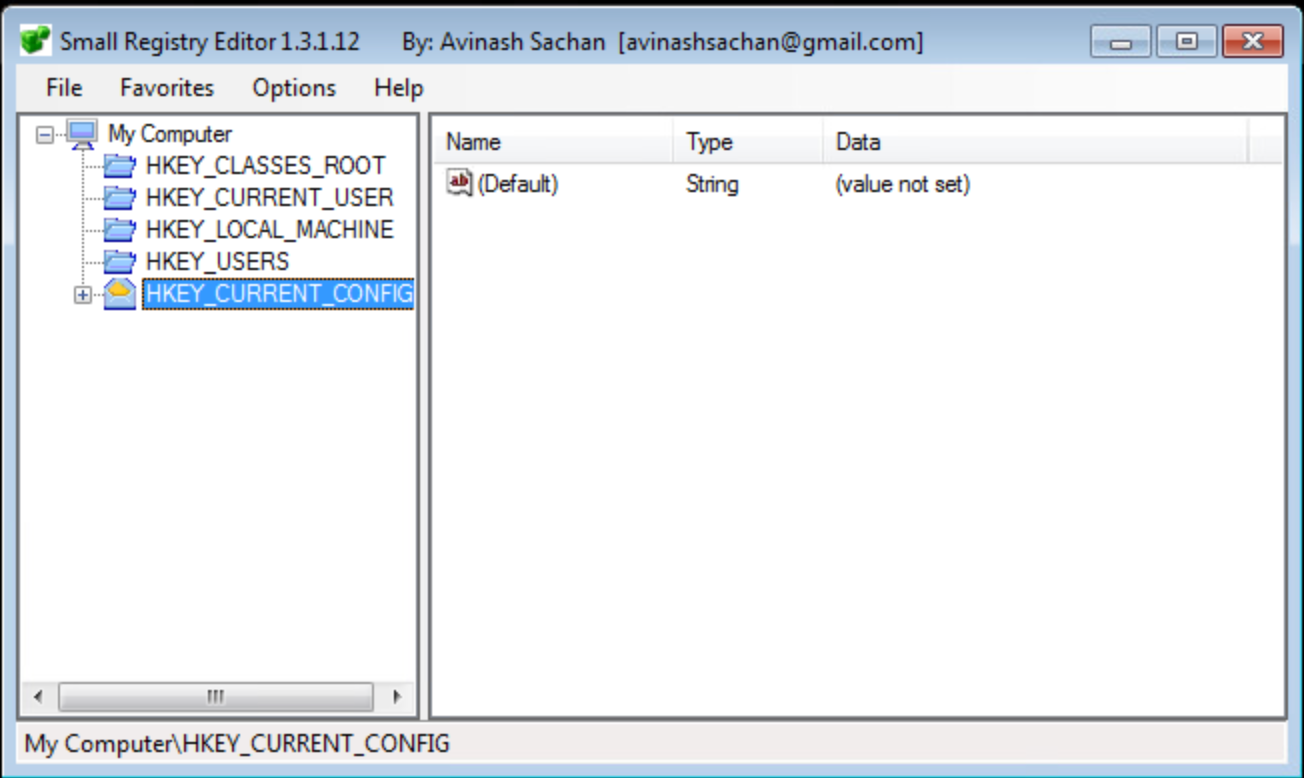 Small Registry Editor 1.3.1.12 By: Avinash Sachan [avinashsachan@gmail.com]
File Favorites Options Help
My Computer
HKEY_CLASSES_ROOT
HKEY_CURRENT_USER
HKEY_LOCAL_MACHINE
HKEY_USERS
HKEY_CURRENT_CONFIG
Name Type Data
ab (Default) String (value not set)
My Computer\HKEY_CURRENT_CONFIG